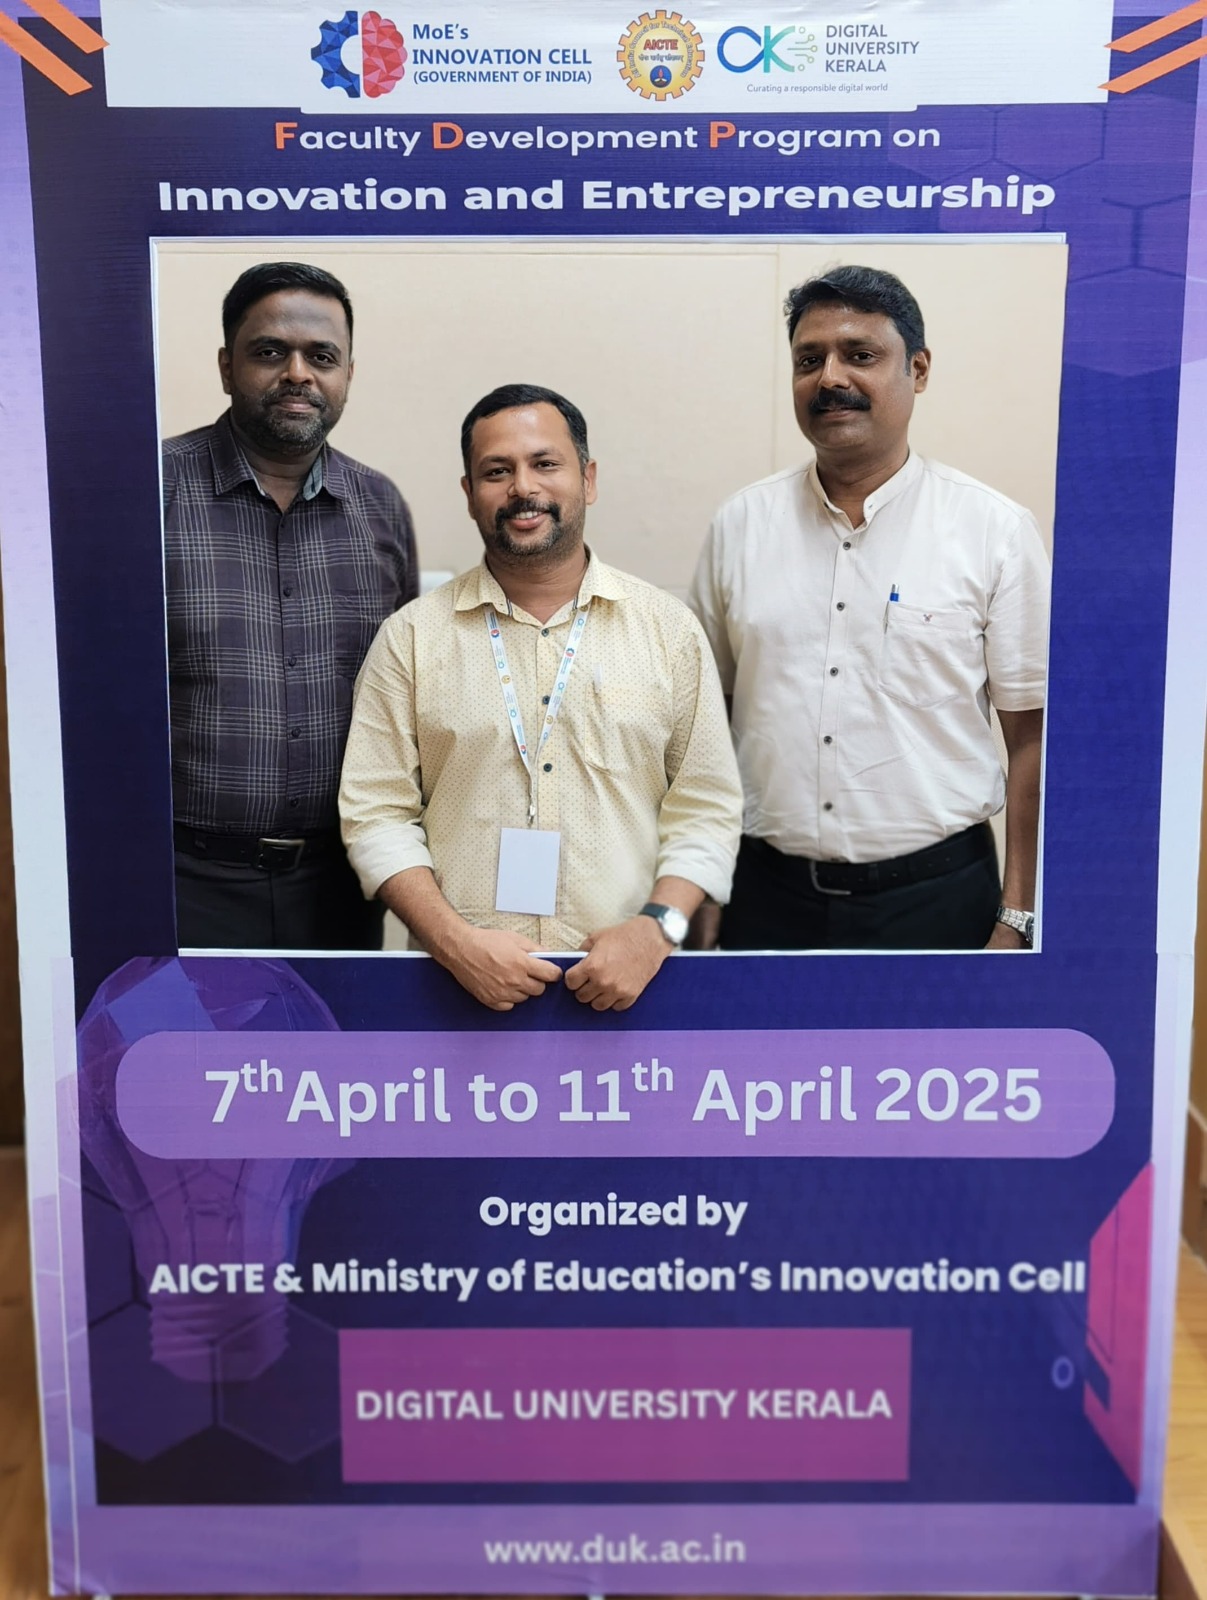 MoE's
INNOVATION CELL
(GOVERNMENT OF INDIA)
AICTE
DIGITAL
UNIVERSITY
KERALA
Curating a responsible digital world
Faculty Development Program on
Innovation and Entrepreneurship
7th April to 11th April 2025
Organized by
AICTE & Ministry of Education's Innovation Cell
DIGITAL UNIVERSITY KERALA
www.duk.ac.in